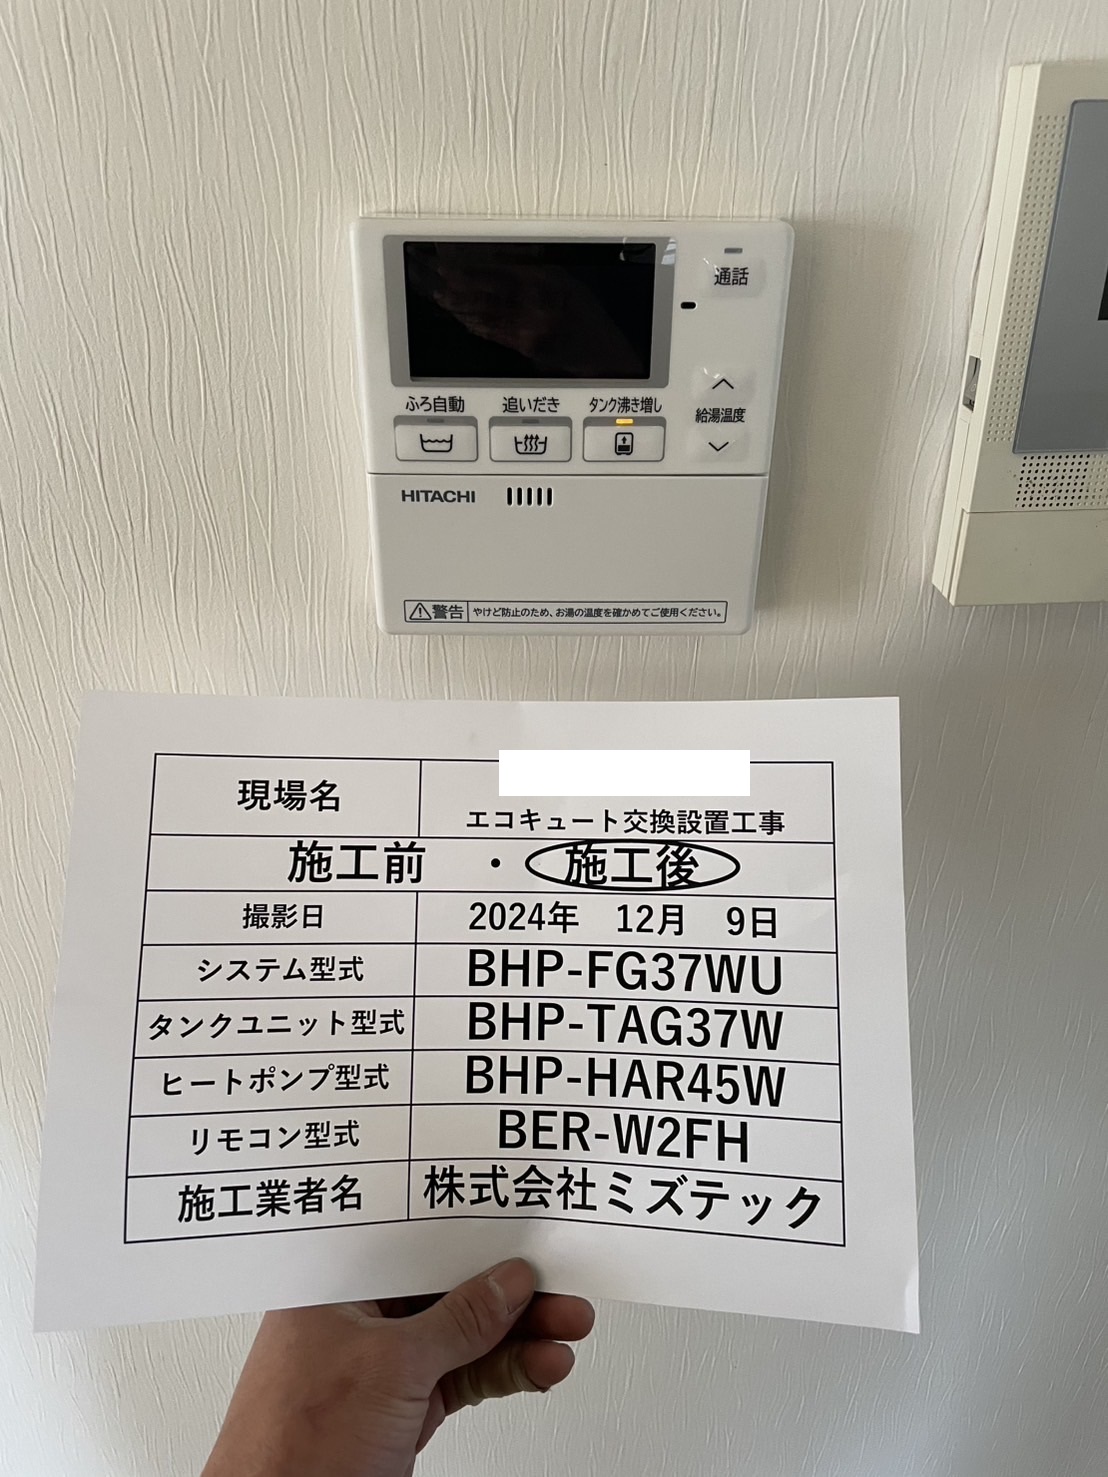 通話
ふろ自動 追いだき タンク沸き増し
給湯温度
HITACHI
警告 やけど防止のため、お湯の温度を確かめてご使用ください。
現場名
エコキュート交換設置工事
施工前 ・ 施工後
撮影日 2024年 12月 9日
システム型式 BHP-FG37WU
タンクユニット型式 BHP-TAG37W
ヒートポンプ型式 BHP-HAR45W
リモコン型式 BER-W2FH
施工業者名 株式会社ミズテック